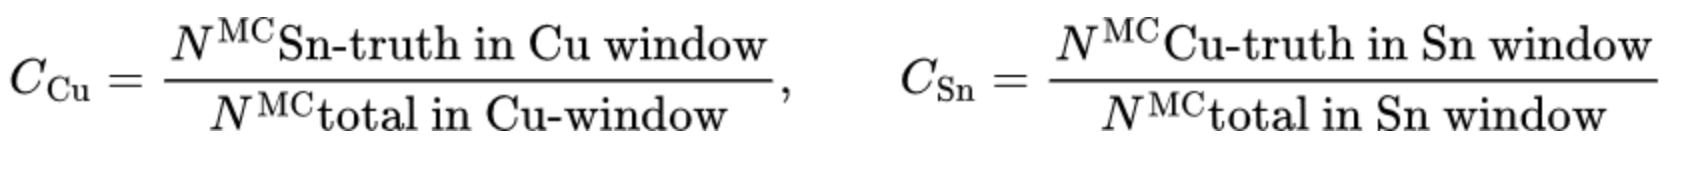 C_Cu = N^MC Sn-truth in Cu window / N^MC total in Cu-window, C_Sn = N^MC Cu-truth in Sn window / N^MC total in Sn window